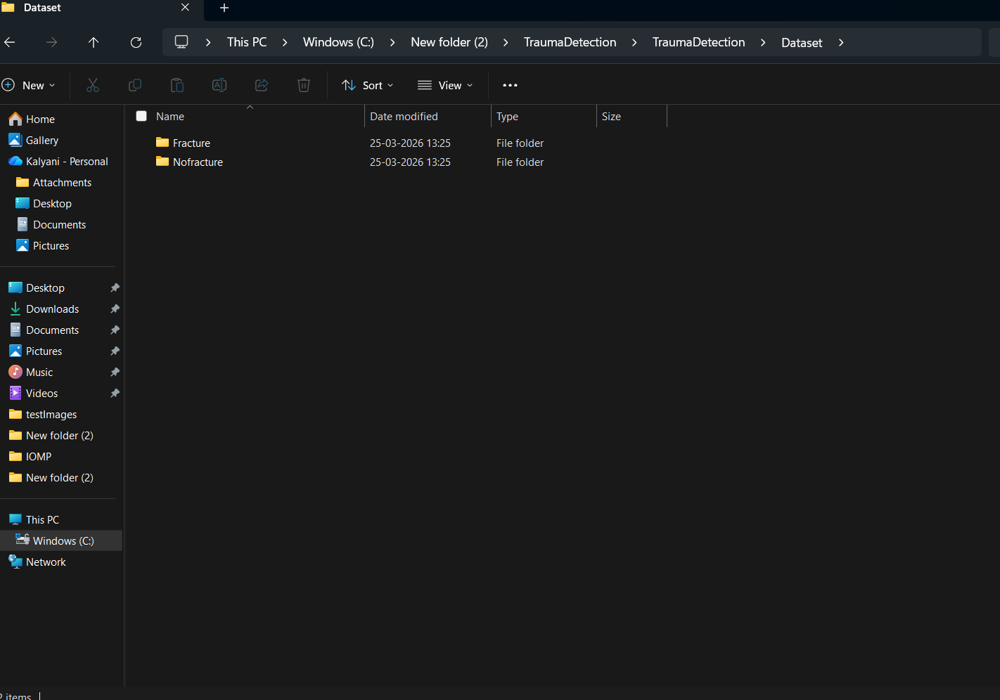 Dataset
This PC > Windows (C:) > New folder (2) > TraumaDetection > TraumaDetection > Dataset >
New Sort View
Name Date modified Type Size
Fracture 25-03-2026 13:25 File folder
Nofracture 25-03-2026 13:25 File folder
Home
Gallery
Kalyani - Personal
Attachments
Desktop
Documents
Pictures
Desktop
Downloads
Documents
Pictures
Music
Videos
testImages
New folder (2)
IOMP
New folder (2)
This PC
Windows (C:)
Network
2 items